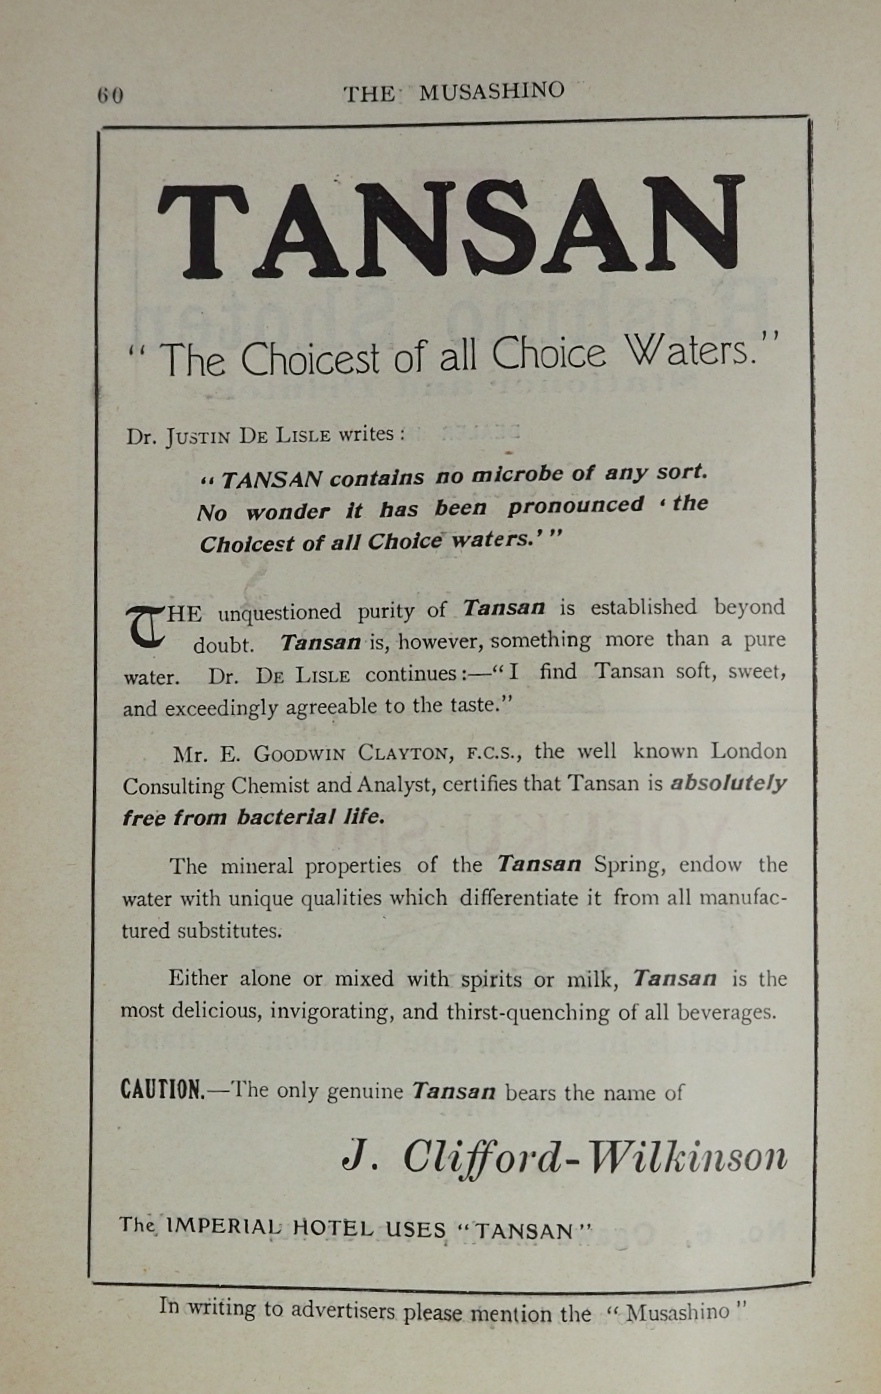 60 THE MUSASHINO
TANSAN
" The Choicest of all Choice Waters."
Dr. JUSTIN DE LISLE writes :
" TANSAN contains no microbe of any sort.
No wonder it has been pronounced ' the
Choicest of all Choice waters.' "
THE unquestioned purity of Tansan is established beyond
doubt. Tansan is, however, something more than a pure
water. Dr. DE LISLE continues :—" I find Tansan soft, sweet,
and exceedingly agreeable to the taste."
Mr. E. GOODWIN CLAYTON, F.C.S., the well known London
Consulting Chemist and Analyst, certifies that Tansan is absolutely
free from bacterial life.
The mineral properties of the Tansan Spring, endow the
water with unique qualities which differentiate it from all manufac-
tured substitutes.
Either alone or mixed with spirits or milk, Tansan is the
most delicious, invigorating, and thirst-quenching of all beverages.
CAUTION.—The only genuine Tansan bears the name of
J. Clifford-Wilkinson
The IMPERIAL HOTEL USES "TANSAN"
In writing to advertisers please mention the " Musashino "